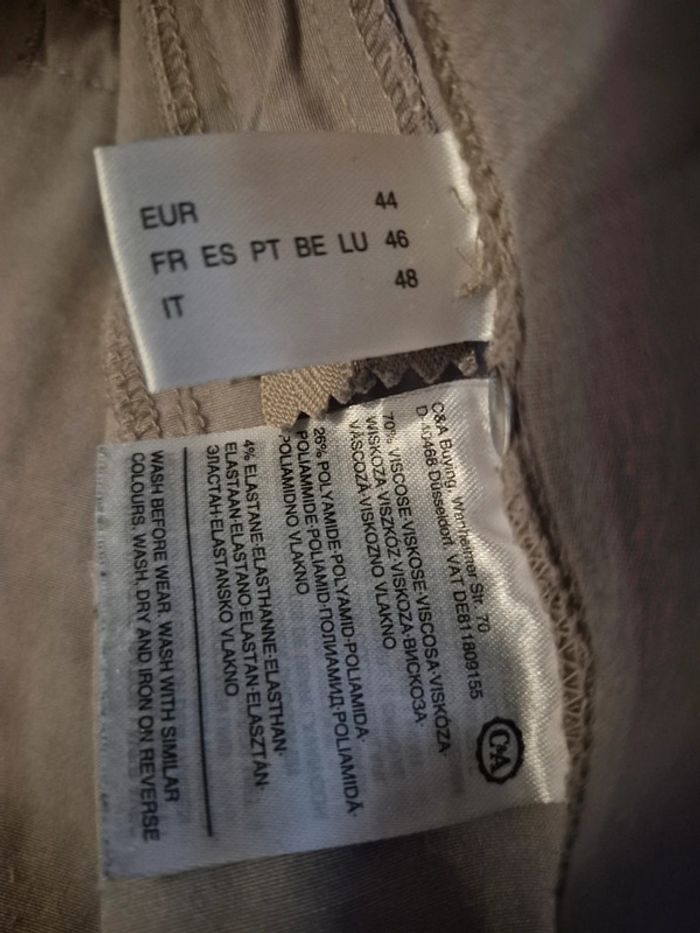 EUR 44
FR ES PT BE LU 46
IT 48
C&A Buying, Wanheimer Str. 70
D-40468 Düsseldorf. VAT DE811809155
C&A
70% VISCOSE·VISKOSE·VISCOSA·VISKÓZA·
WISKOZA·VISZKÓZ·VISKOZA·ВИСКОЗА·
VÂSCOZĂ·VISKOZNO VLAKNO
26% POLYAMIDE·POLYAMID·POLIAMIDA·
POLIAMMIDE·POLIAMID·ПОЛИАМИД·POLIAMIDĂ·
POLIAMIDNO VLAKNO
4% ELASTANE·ELASTHANNE·ELASTHAN·
ELASTAAN·ELASTANO·ELASTAN·ELASZTÁN·
ЭЛАСТАН·ELASTANSKO VLAKNO
WASH BEFORE WEAR. WASH WITH SIMILAR
COLOURS. WASH, DRY AND IRON ON REVERSE